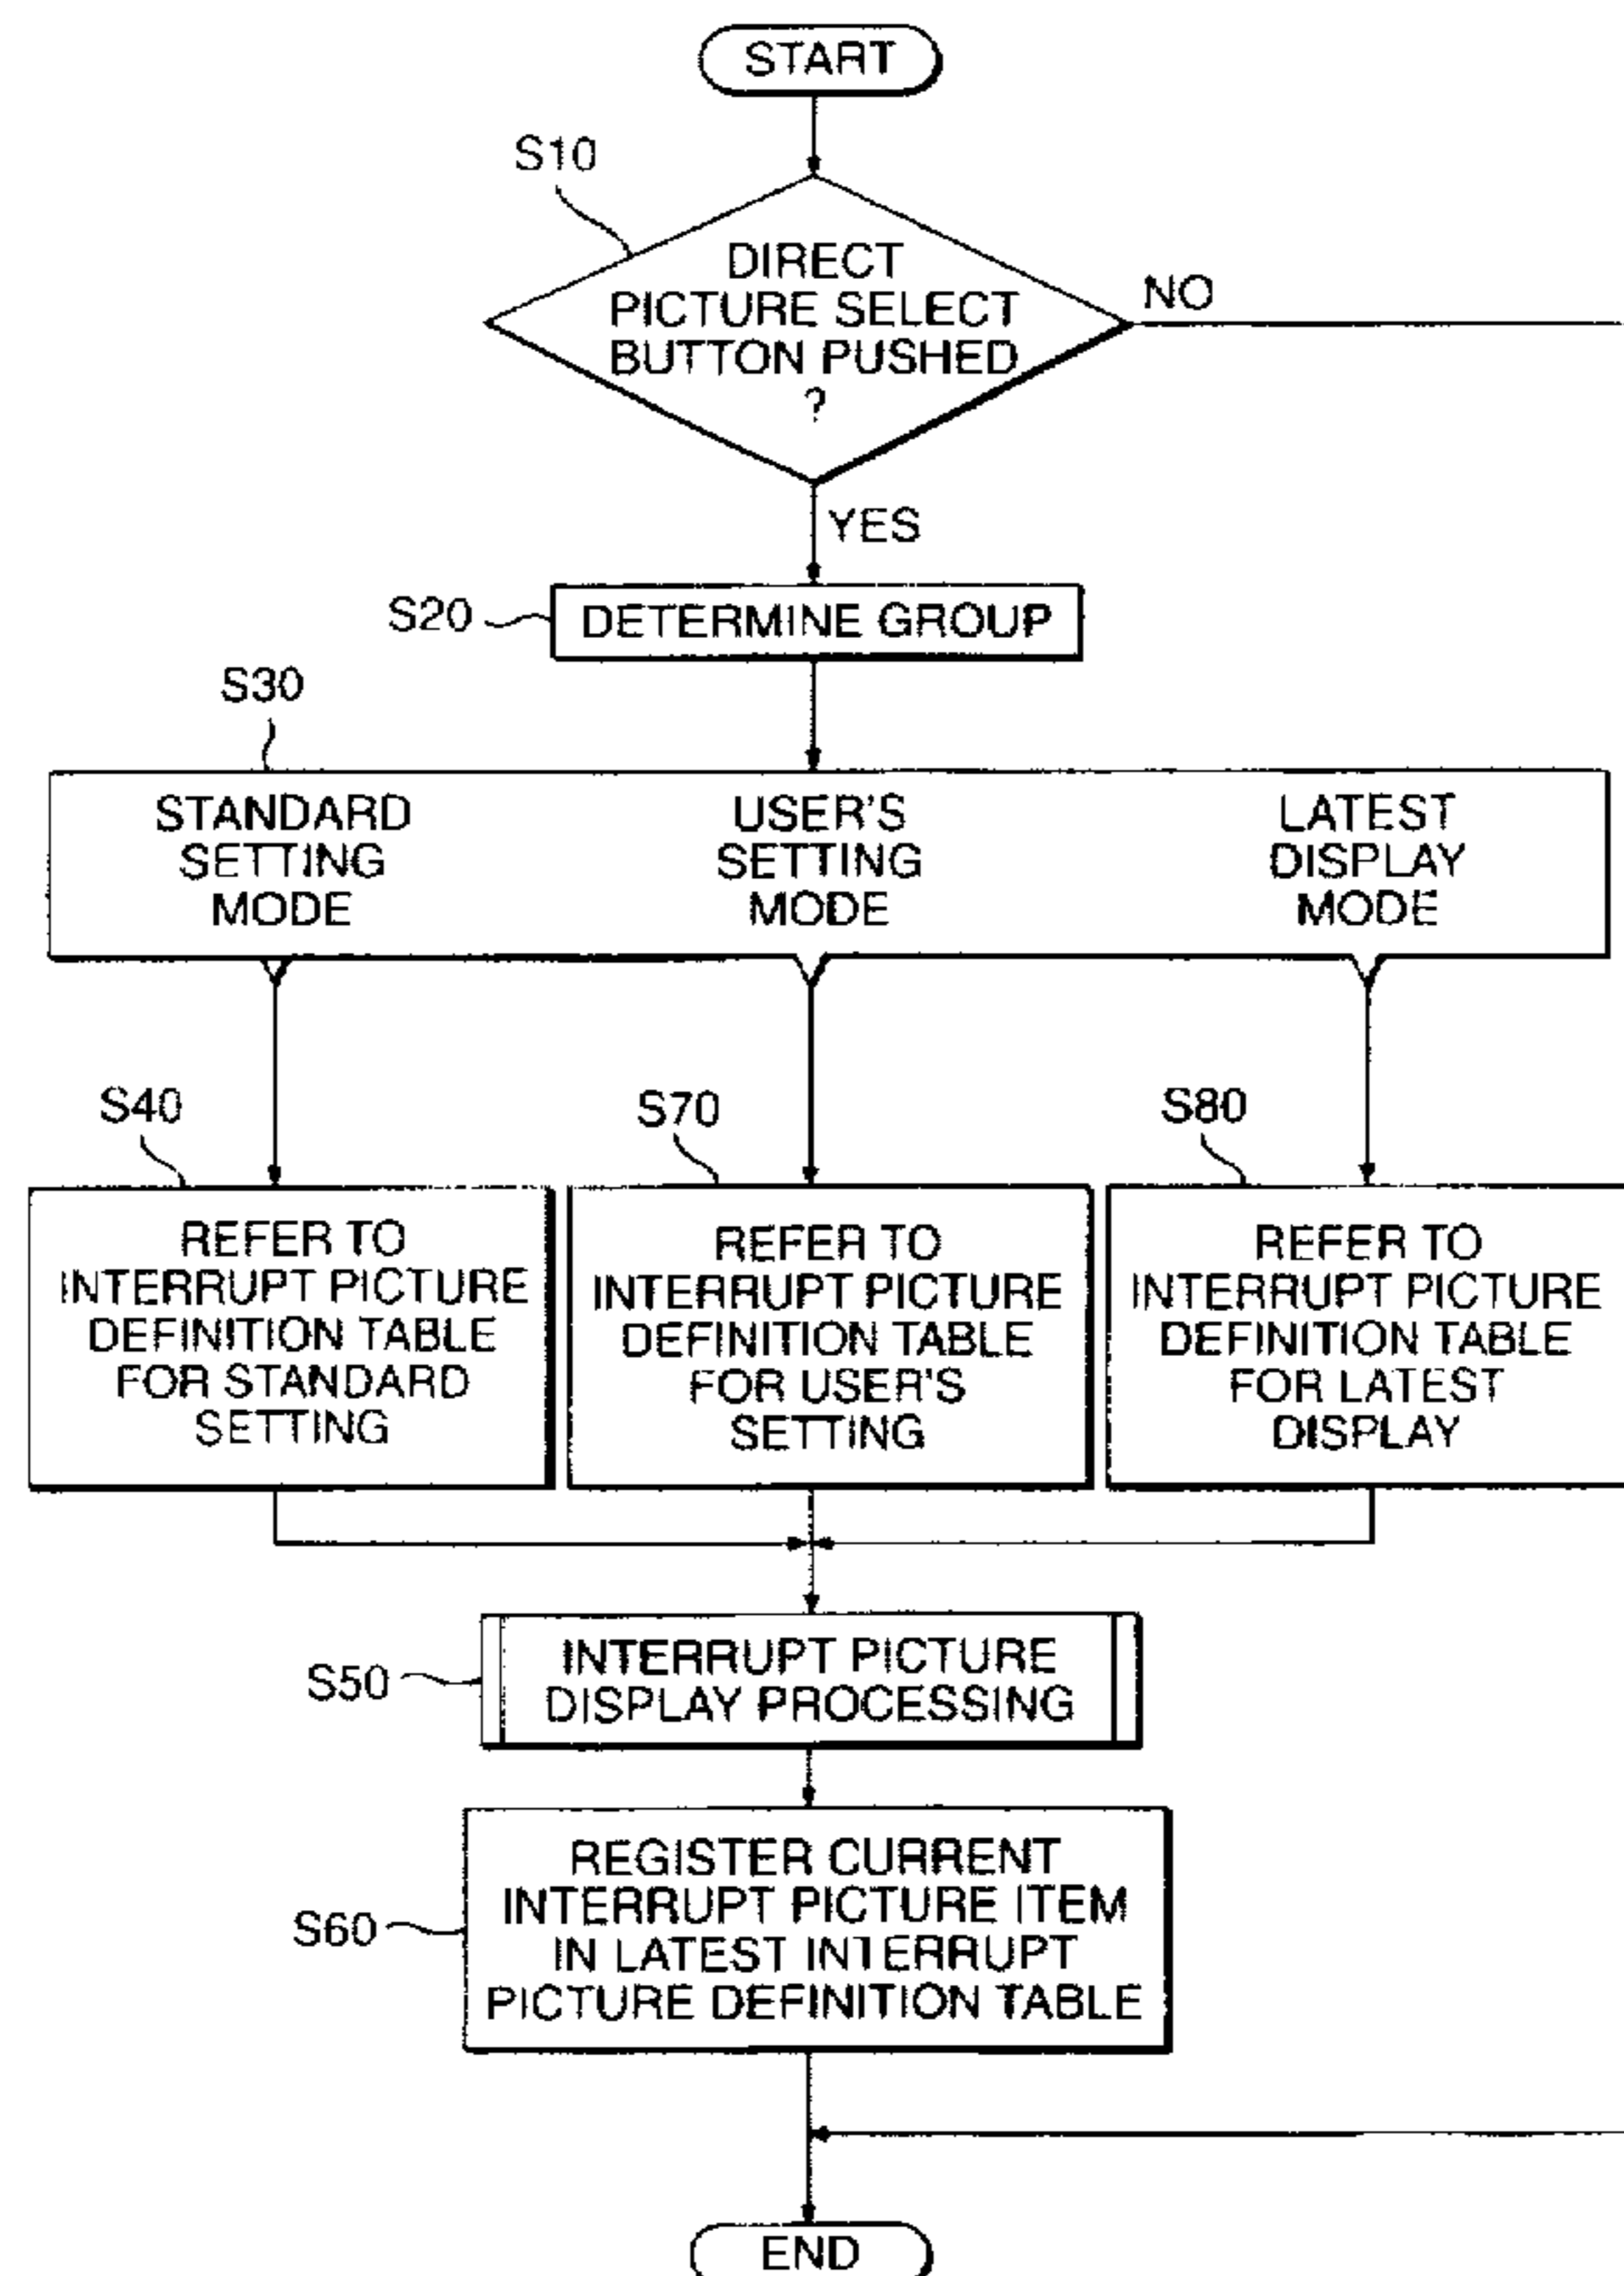 START
S10
DIRECT
PICTURE SELECT
BUTTON PUSHED
?
NO
YES
S20
DETERMINE GROUP
S30
STANDARD
SETTING
MODE
USER'S
SETTING
MODE
LATEST
DISPLAY
MODE
S40
REFER TO
INTERRUPT PICTURE
DEFINITION TABLE
FOR STANDARD
SETTING
S70
REFER TO
INTERRUPT PICTURE
DEFINITION TABLE
FOR USER'S
SETTING
S80
REFER TO
INTERRUPT PICTURE
DEFINITION TABLE
FOR LATEST
DISPLAY
S50
INTERRUPT PICTURE
DISPLAY PROCESSING
S60
REGISTER CURRENT
INTERRUPT PICTURE ITEM
IN LATEST INTERRUPT
PICTURE DEFINITION TABLE
END